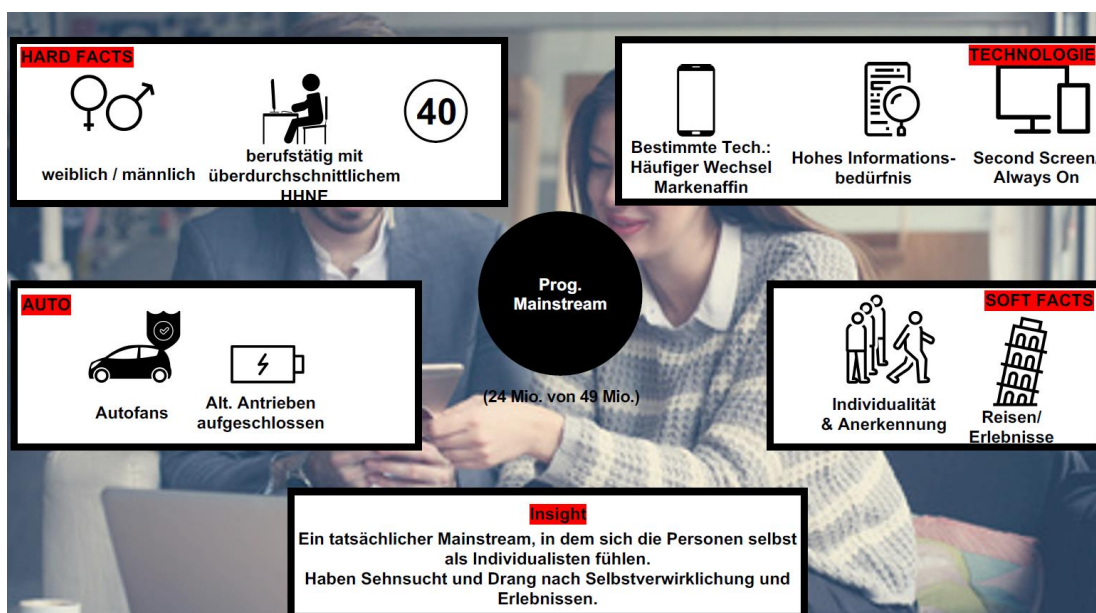 HARD FACTS
weiblich / männlich
berufstätig mit
überdurchschnittlichem
HHNE
40
TECHNOLOGIE
Bestimmte Tech.:
Häufiger Wechsel
Markenaffin
Hohes Informations-
bedürfnis
Second Screen/
Always On
Prog.
Mainstream
(24 Mio. von 49 Mio.)
AUTO
Autofans
Alt. Antrieben
aufgeschlossen
SOFT FACTS
Individualität
& Anerkennung
Reisen/
Erlebnisse
Insight
Ein tatsächlicher Mainstream, in dem sich die Personen selbst
als Individualisten fühlen.
Haben Sehnsucht und Drang nach Selbstverwirklichung und
Erlebnissen.